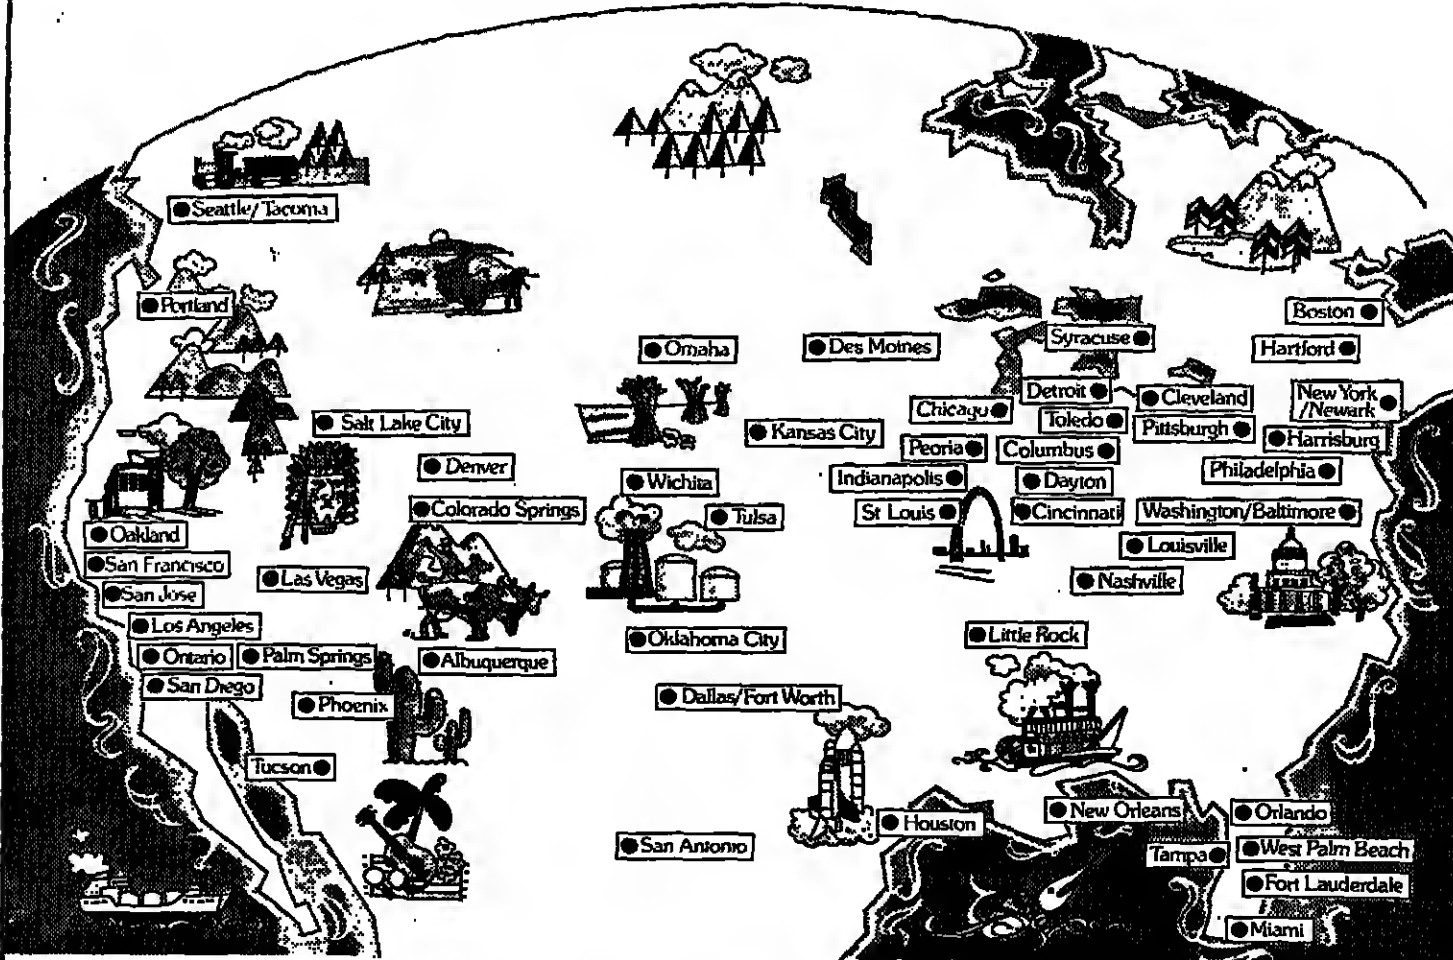 Seattle/Tacoma
Portland
Boston
Syracuse
Omaha
Des Moines
Hartford
Detroit
Cleveland
New York
/Newark
Chicago
Salt Lake City
Toledo
Pittsburgh
Kansas City
Harrisburg
Peoria
Columbus
Denver
Philadelphia
Indianapolis
Wichita
Dayton
Colorado Springs
St Louis
Cincinnati
Washington/Baltimore
Tulsa
Oakland
Louisville
San Francisco
Las Vegas
Nashville
San Jose
Los Angeles
Little Rock
Oklahoma City
Ontario
Palm Springs
Albuquerque
San Diego
Dallas/Fort Worth
Phoenix
Tucson
New Orleans
Orlando
Houston
San Antonio
West Palm Beach
Tampa
Fort Lauderdale
Miami